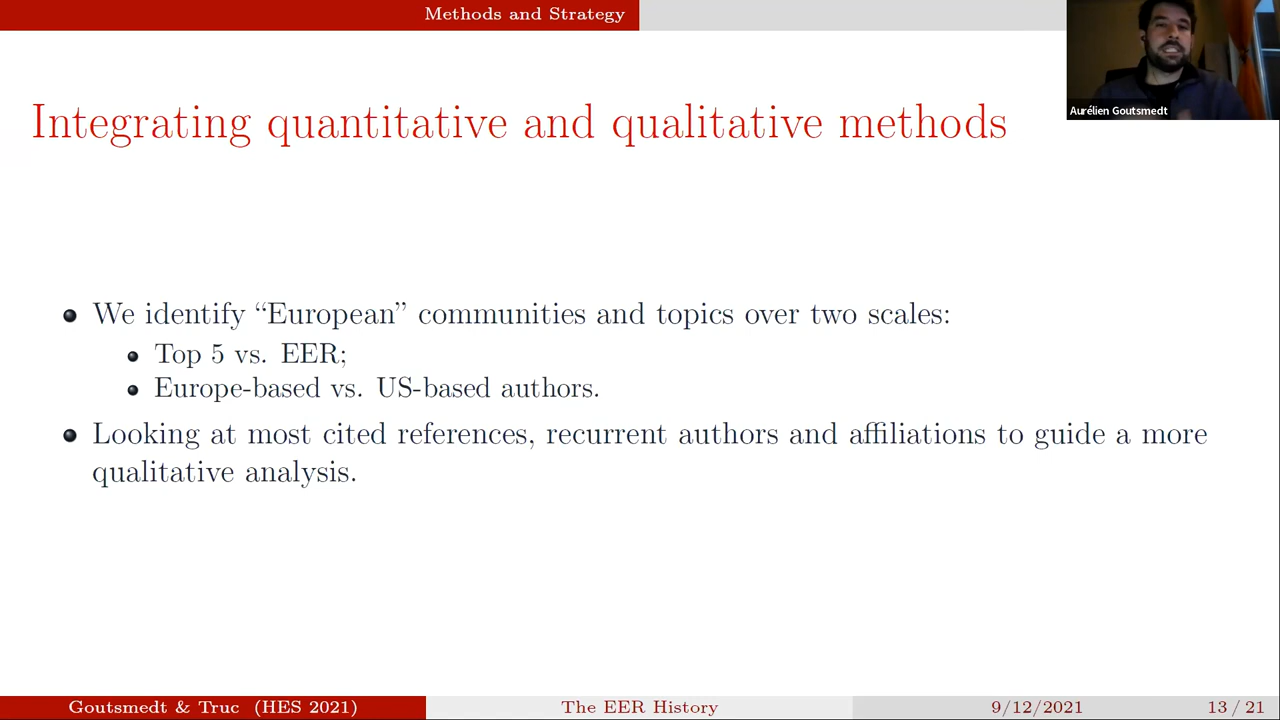 Methods and Strategy
Aurélien Goutsmedt
Integrating quantitative and qualitative methods
We identify “European” communities and topics over two scales:
Top 5 vs. EER;
Europe-based vs. US-based authors.
Looking at most cited references, recurrent authors and affiliations to guide a more
qualitative analysis.
Goutsmedt & Truc (HES 2021)
The EER History
9/12/2021
13 / 21